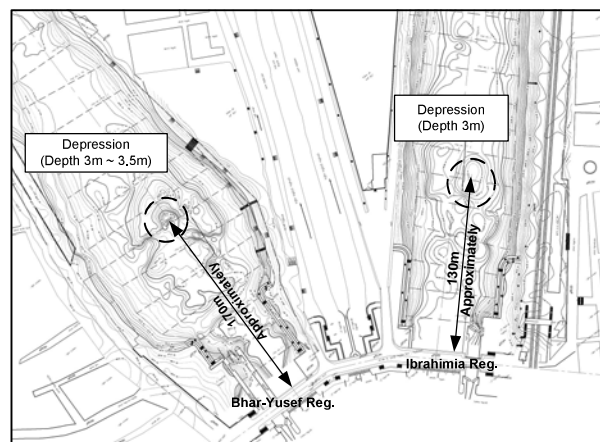 Depression
(Depth 3m)
Depression
(Depth 3m ~ 3.5m)
130m
Approximately
170m
Approximately
Ibrahimia Reg.
Bhar-Yusef Reg.